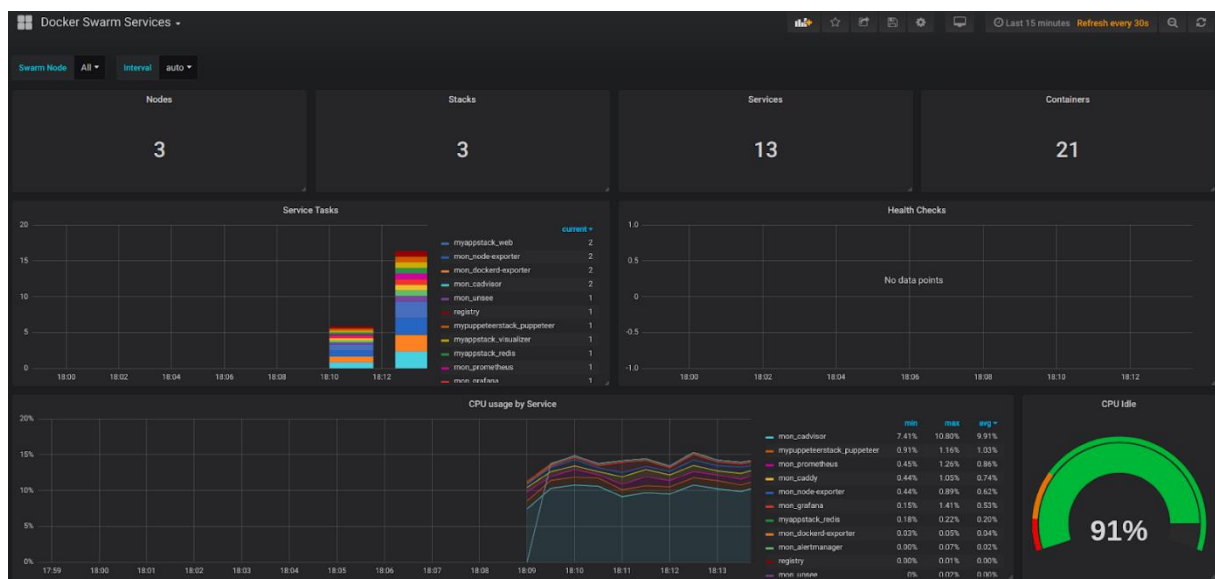 Docker Swarm Services
Last 15 minutes Refresh every 30s
Swarm Node All Interval auto
Nodes
3
Stacks
3
Services
13
Containers
21
Service Tasks
20
15
10
5
0
18:00 18:02 18:04 18:06 18:08 18:10 18:12
current
myappstack_web 2
mon_node-exporter 2
mon_dockerd-exporter 2
mon_cadvisor 2
mon_unsee 1
registry 1
mypuppeteerstack_puppeteer 1
myappstack_visualizer 1
myappstack_redis 1
mon_prometheus 1
mon_grafana 1
Health Checks
1.0
0.5
0
-0.5
-1.0
No data points
18:00 18:02 18:04 18:06 18:08 18:10 18:12
CPU usage by Service
20%
15%
10%
5%
0%
17:59 18:00 18:01 18:02 18:03 18:04 18:05 18:06 18:07 18:08 18:09 18:10 18:11 18:12 18:13
min max avg
mon_cadvisor 7.41% 10.80% 9.91%
mypuppeteerstack_puppeteer 0.91% 1.16% 1.03%
mon_prometheus 0.45% 1.26% 0.86%
mon_caddy 0.44% 1.05% 0.74%
mon_node-exporter 0.44% 0.89% 0.62%
mon_grafana 0.15% 1.41% 0.53%
myappstack_redis 0.18% 0.22% 0.20%
mon_dockerd-exporter 0.03% 0.05% 0.04%
mon_alertmanager 0.00% 0.07% 0.02%
registry 0.00% 0.01% 0.00%
mon_unsee 0% 0.02% 0.00%
CPU Idle
91%